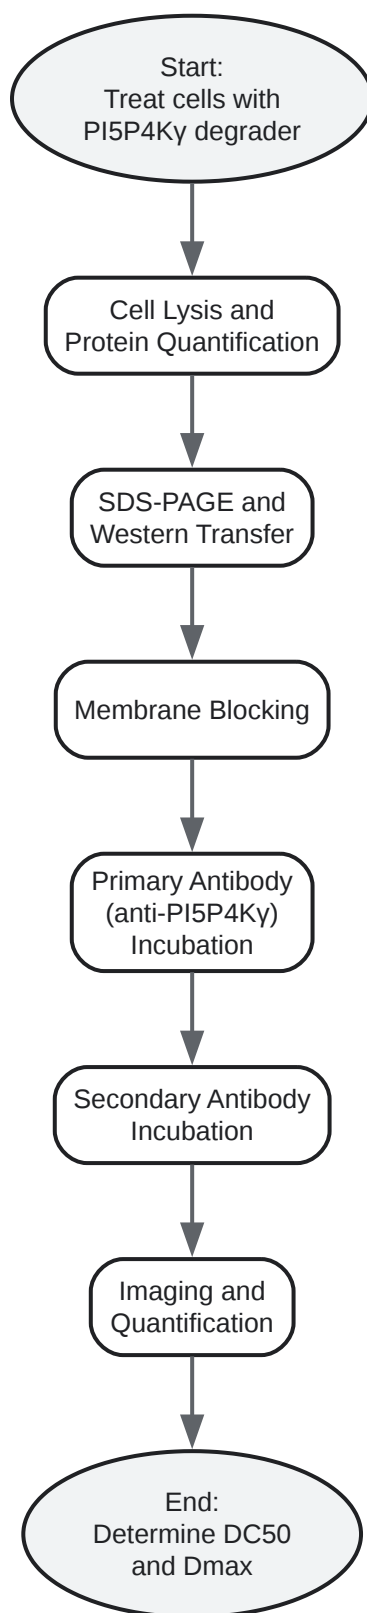 Start:
Treat cells with
PI5P4Kγ degrader
Cell Lysis and
Protein Quantification
SDS-PAGE and
Western Transfer
Membrane Blocking
Primary Antibody
(anti-PI5P4Kγ)
Incubation
Secondary Antibody
Incubation
Imaging and
Quantification
End:
Determine DC50
and Dmax